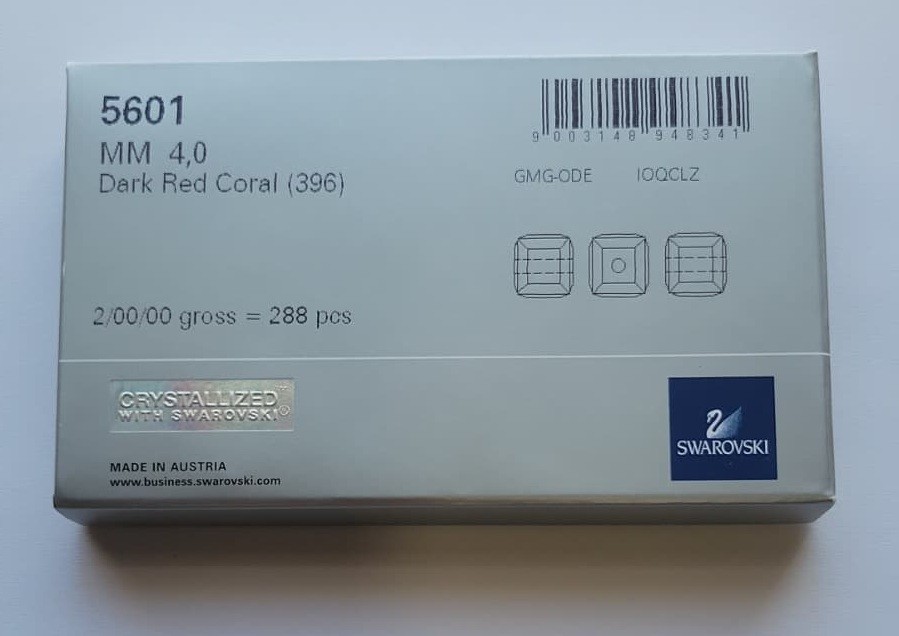 5601
MM 4,0
Dark Red Coral (396)
9 003148 948341
GMG-ODE IOQCLZ
2/00/00 gross = 288 pcs
CRYSTALLIZED™
WITH SWAROVSKI®
MADE IN AUSTRIA
www.business.swarovski.com
SWAROVSKI